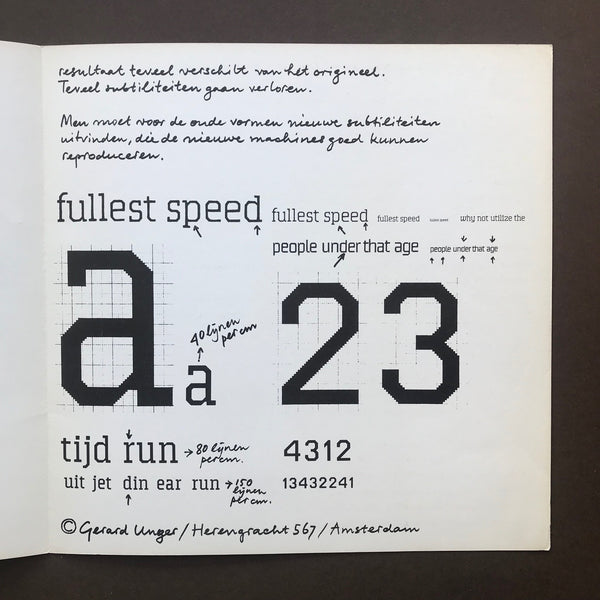 resultaat teveel verschilt van het origineel.
Teveel subtiliteiten gaan verloren.
Men moet voor de oude vormen nieuwe subtiliteiten
uitvinden, die de nieuwe machines goed kunnen
reproduceren.
fullest speed fullest speed fullest speed fullest speed why not utilize the
people under that age people under that age
a 23
40 lijnen
per cm
a
tijd run → 80 lijnen
per cm.
4312
uit jet din ear run → 150
lijnen
per cm.
13432241
© Gerard Unger / Herengracht 567 / Amsterdam